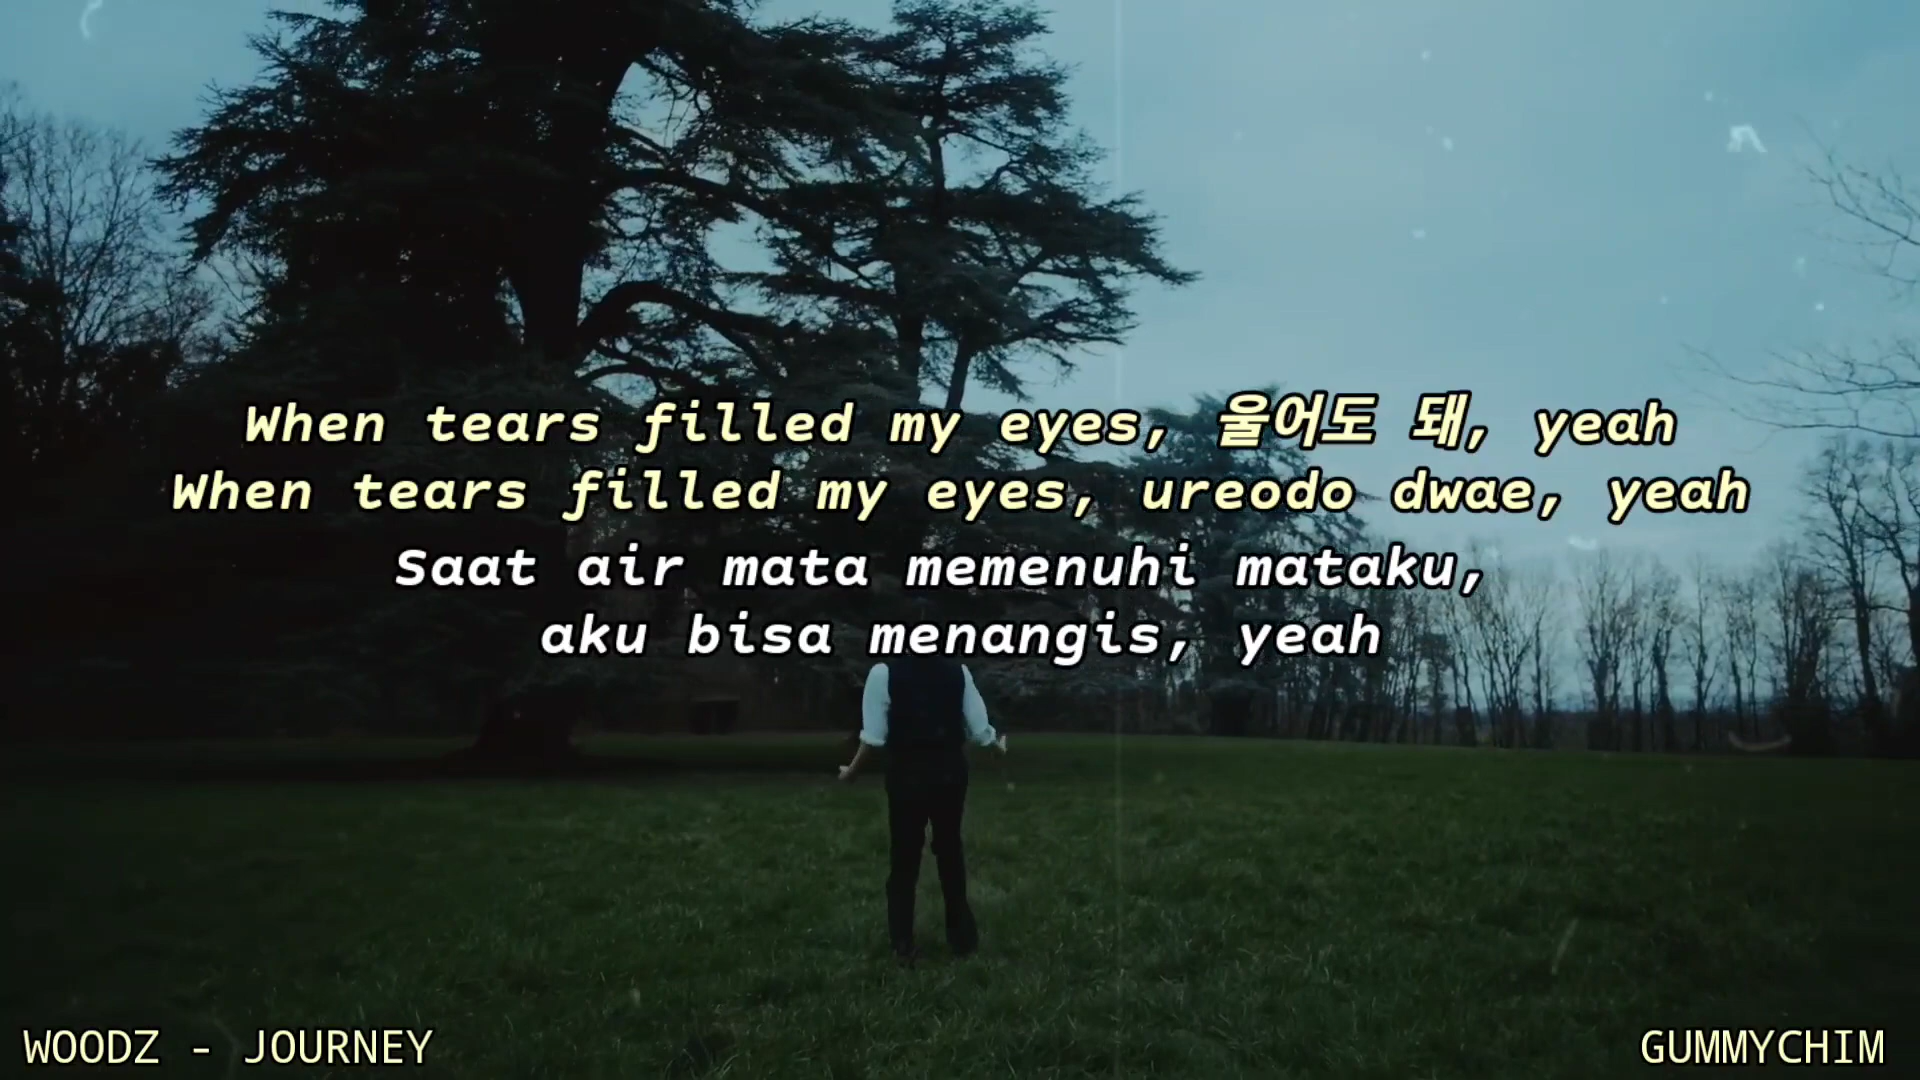 When tears filled my eyes, 울어도 돼, yeah
When tears filled my eyes, ureodo dwae, yeah
Saat air mata memenuhi mataku,
aku bisa menangis, yeah
WOODZ - JOURNEY
GUMMYCHIM